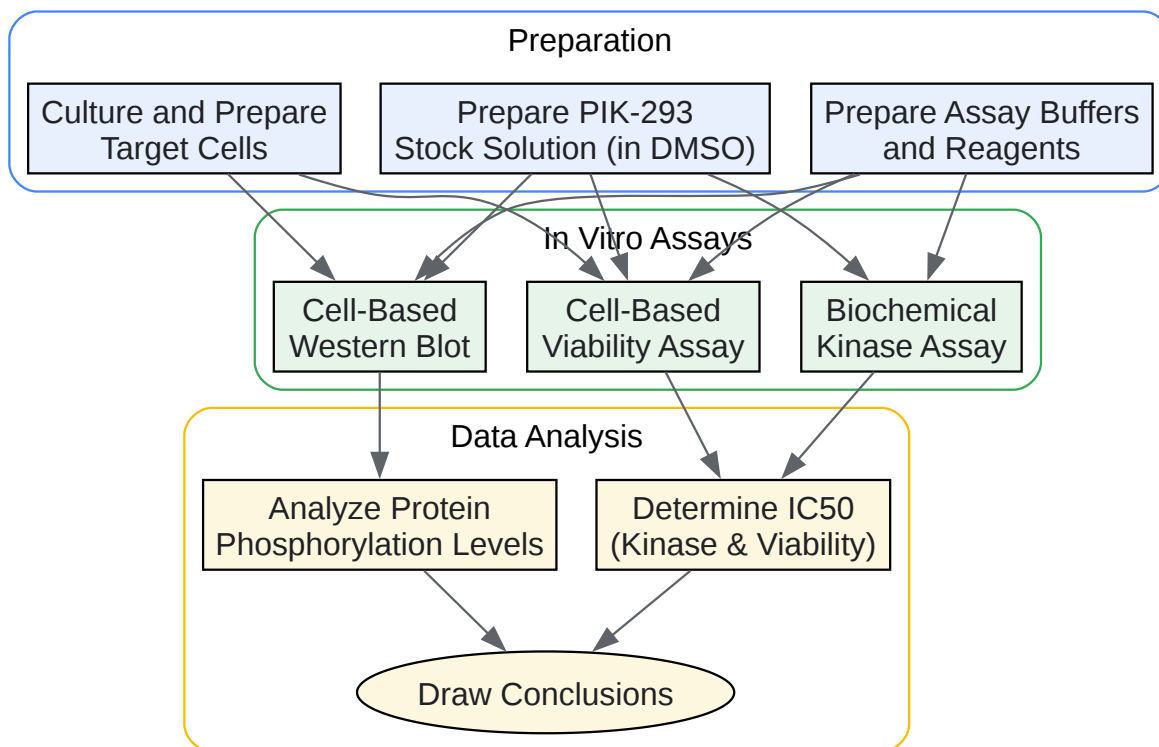 Preparation
Culture and Prepare
Target Cells
Prepare PIK-293
Stock Solution (in DMSO)
Prepare Assay Buffers
and Reagents
In Vitro Assays
Cell-Based
Western Blot
Cell-Based
Viability Assay
Biochemical
Kinase Assay
Data Analysis
Analyze Protein
Phosphorylation Levels
Determine IC50
(Kinase & Viability)
Draw Conclusions